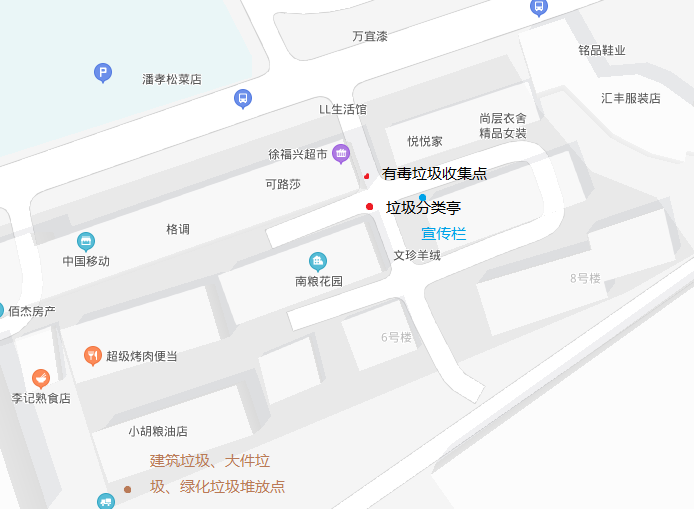 万宜漆
铭品鞋业
P
潘孝松菜店
汇丰服装店
LL生活馆
尚层衣舍
精品女装
悦悦家
徐福兴超市
有毒垃圾收集点
可路莎
垃圾分类亭
格调
宣传栏
中国移动
文珍羊绒
南粮花园
8号楼
佰杰房产
6号楼
超级烤肉便当
李记熟食店
小胡粮油店
建筑垃圾、大件垃
圾、绿化垃圾堆放点